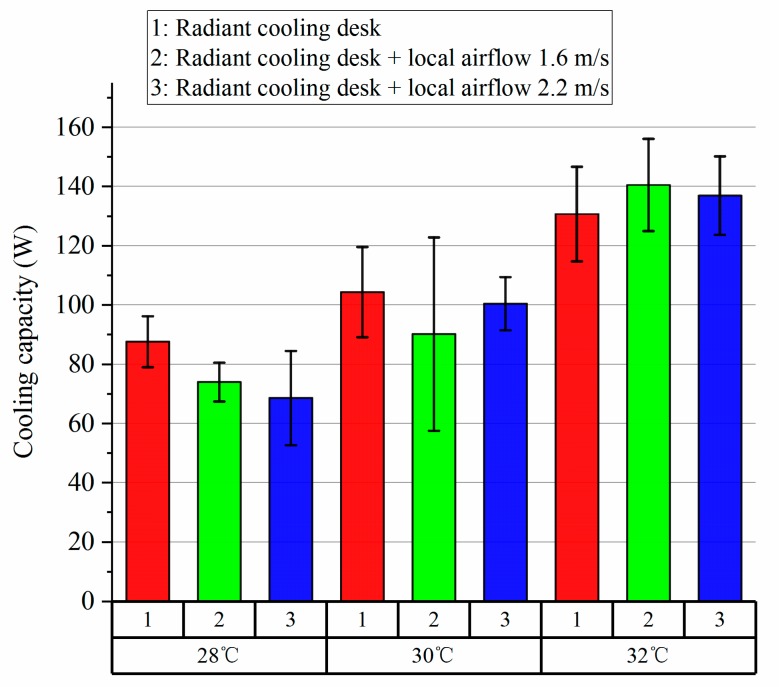 1: Radiant cooling desk
2: Radiant cooling desk + local airflow 1.6 m/s
3: Radiant cooling desk + local airflow 2.2 m/s
Cooling capacity (W)
160
140
120
100
80
60
40
20
0
1 2 3 1 2 3 1 2 3
28℃ 30℃ 32℃